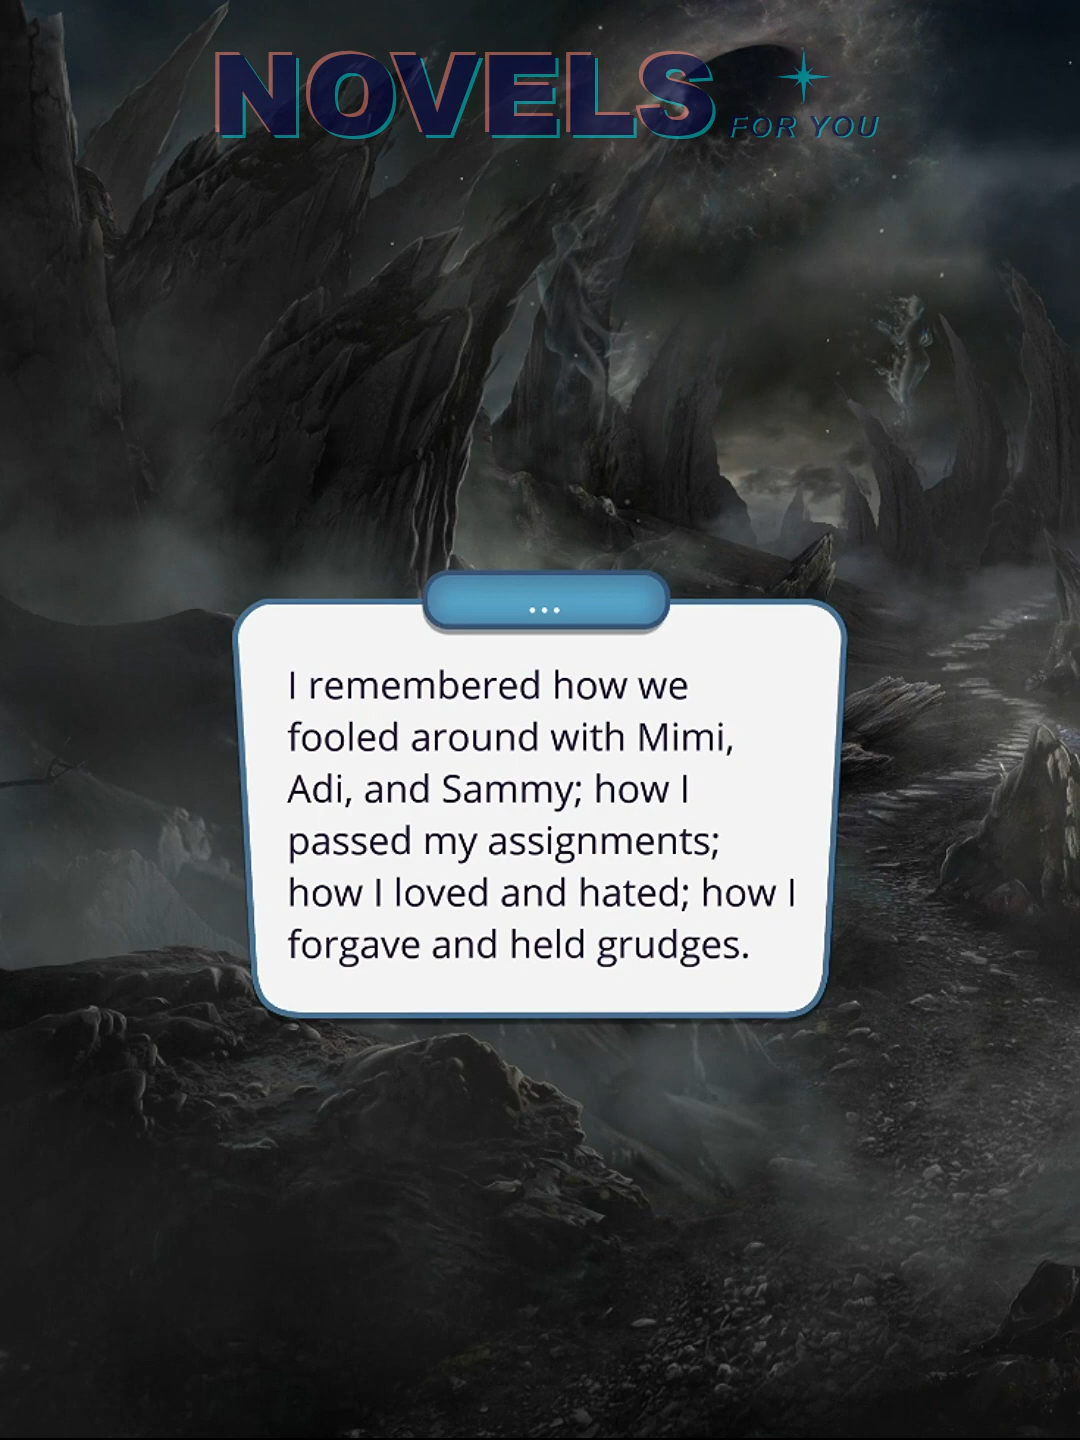 NOVELS
FOR YOU
...
I remembered how we
fooled around with Mimi,
Adi, and Sammy; how I
passed my assignments;
how I loved and hated; how I
forgave and held grudges.